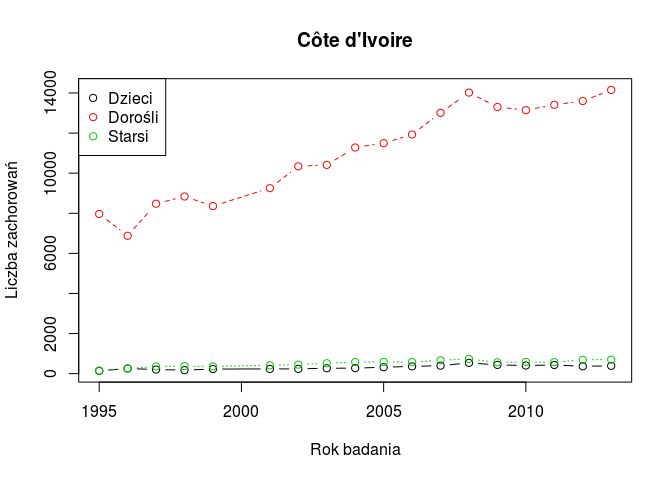 Côte d'Ivoire
Dzieci
Dorośli
Starsi
Liczba zachorowań
14000
10000
6000
2000
0
1995
2000
2005
2010
Rok badania